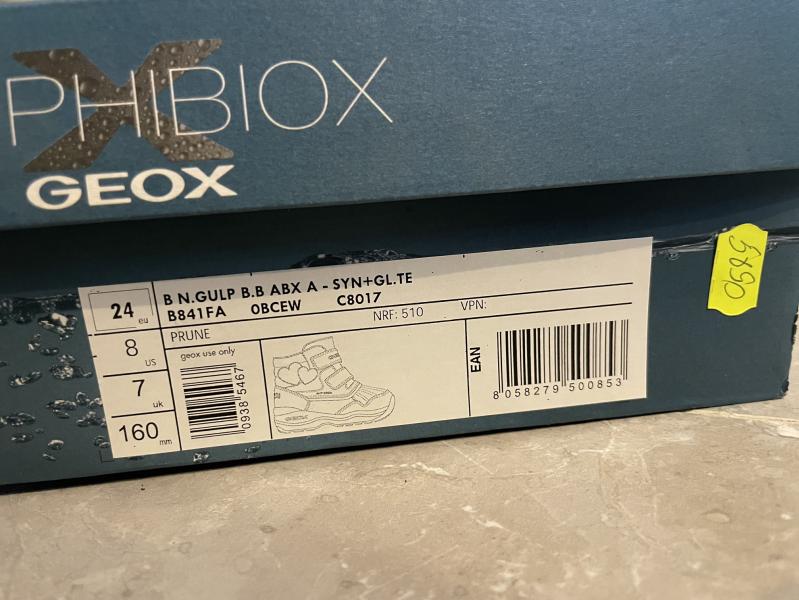 PHIBIOX
GEOX
24 eu
8 US
7 uk
160 mm
B N.GULP B.B ABX A - SYN+GL.TE
B841FA 0BCEW C8017
PRUNE NRF: 510 VPN:
geox use only
0938 5467
EAN
8 058279 500853